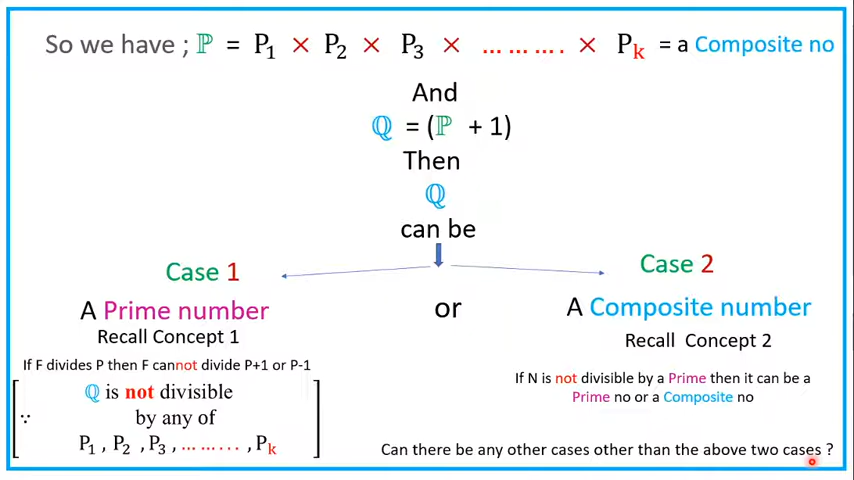 So we have ; ℙ = P₁ × P₂ × P₃ × ... ... ... . × Pₖ = a Composite no
And
ℚ = (ℙ + 1)
Then
ℚ
can be
Case 1
Case 2
A Prime number
or
A Composite number
Recall Concept 1
Recall Concept 2
If F divides P then F cannot divide P+1 or P-1
If N is not divisible by a Prime then it can be a
Prime no or a Composite no
ℚ is not divisible
∵ by any of
P₁ , P₂ , P₃ , ... ... ... , Pₖ
Can there be any other cases other than the above two cases ?